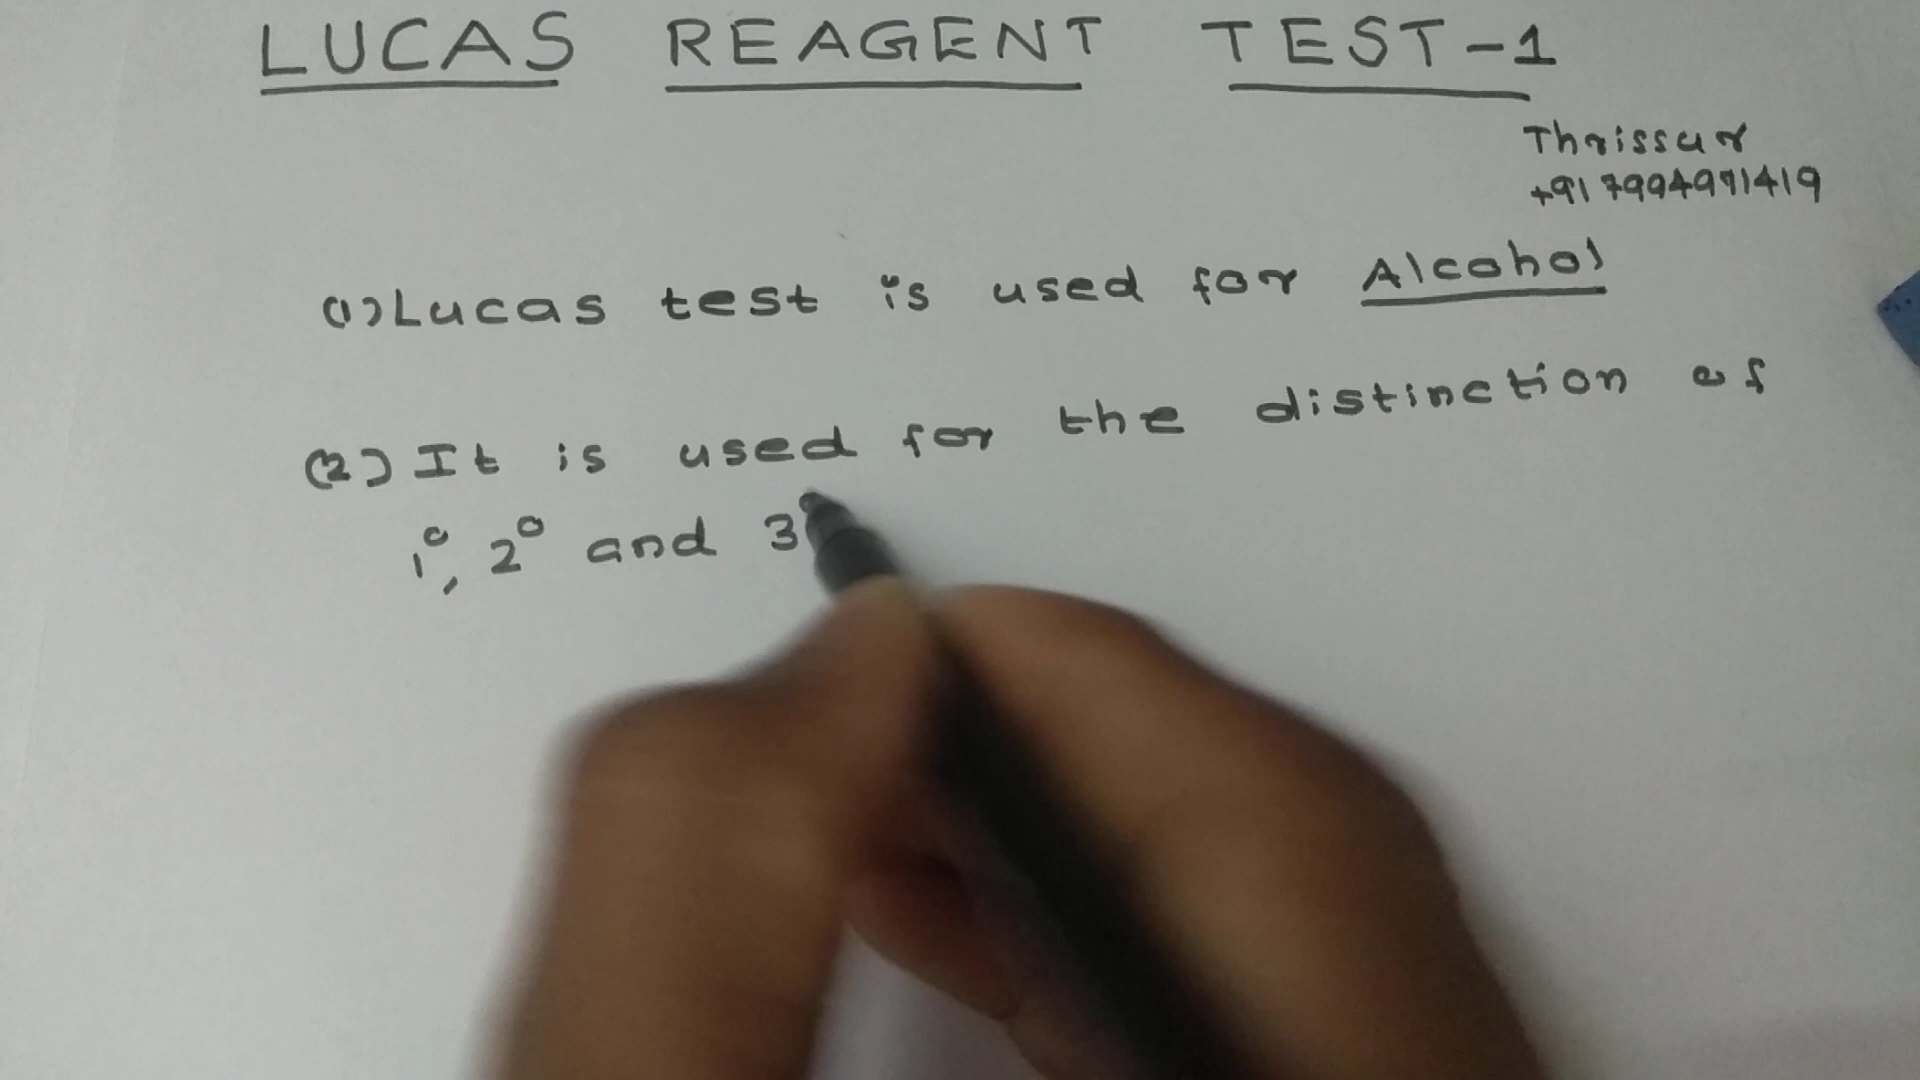 LUCAS REAGENT TEST-1
Thrissur
+91 7994971419
(1) Lucas test is used for Alcohol
(2) It is used for the distinction of
1°, 2° and 3°